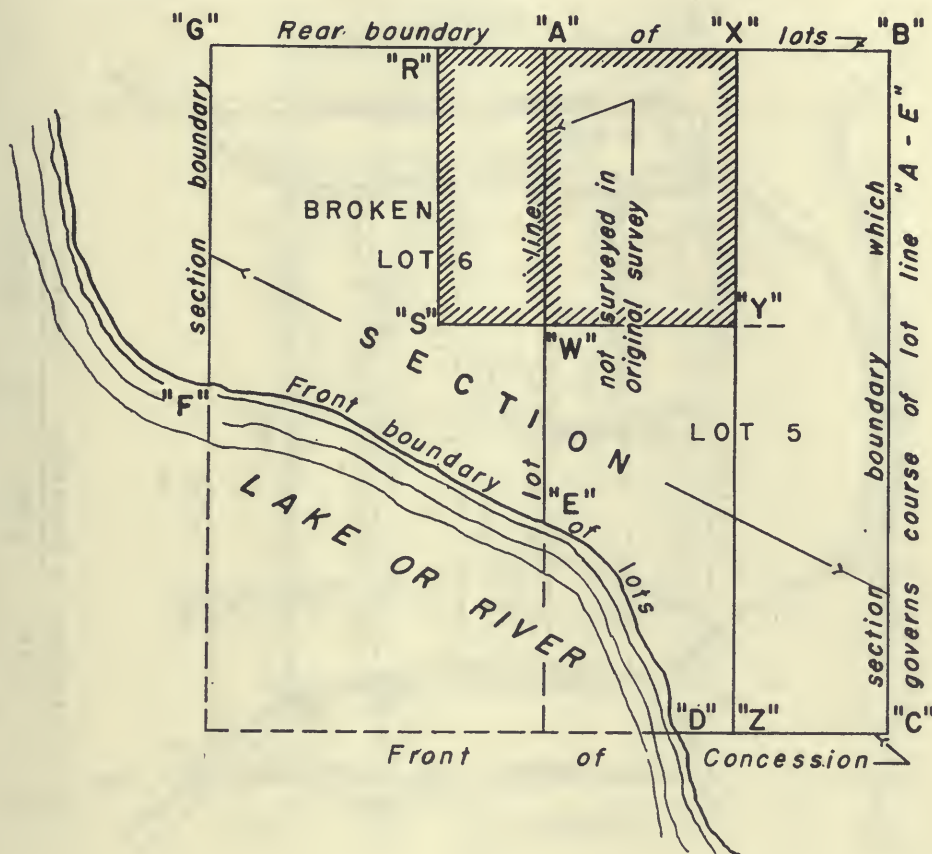 "G" Rear boundary "A" of "X" lots "B"
"R"
section boundary
BROKEN
LOT 6
line
not surveyed in
original survey
section boundary which
governs course of lot line "A - E"
"S"
"W"
"Y"
SECTION
"F"
Front boundary of lots
lot
"E"
LOT 5
LAKE OR RIVER
"D" "Z" "C"
Front of Concession